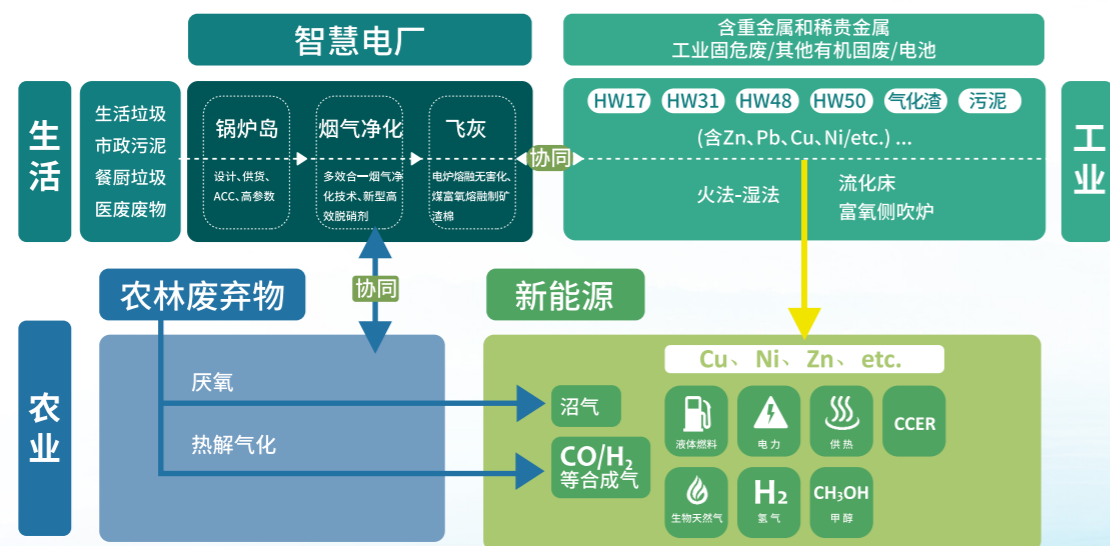 智慧电厂
含重金属和稀贵金属
工业固危废/其他有机固废/电池
生活
生活垃圾
市政污泥
餐厨垃圾
医废废物
锅炉岛
设计、供货、
ACC、高参数
烟气净化
多效合一烟气净
化技术、新型高
效脱硝剂
飞灰
电炉熔融无害化、
煤富氧熔融制矿
渣棉
协同
HW17 HW31 HW48 HW50 气化渣 污泥
(含Zn、Pb、Cu、Ni/etc.) ...
火法-湿法
流化床
富氧侧吹炉
工业
农林废弃物
协同
新能源
农业
厌氧
热解气化
沼气
CO/H₂
等合成气
Cu、 Ni、 Zn、 etc.
液体燃料
电力
供热
CCER
生物天然气
H₂
氢气
CH₃OH
甲醇